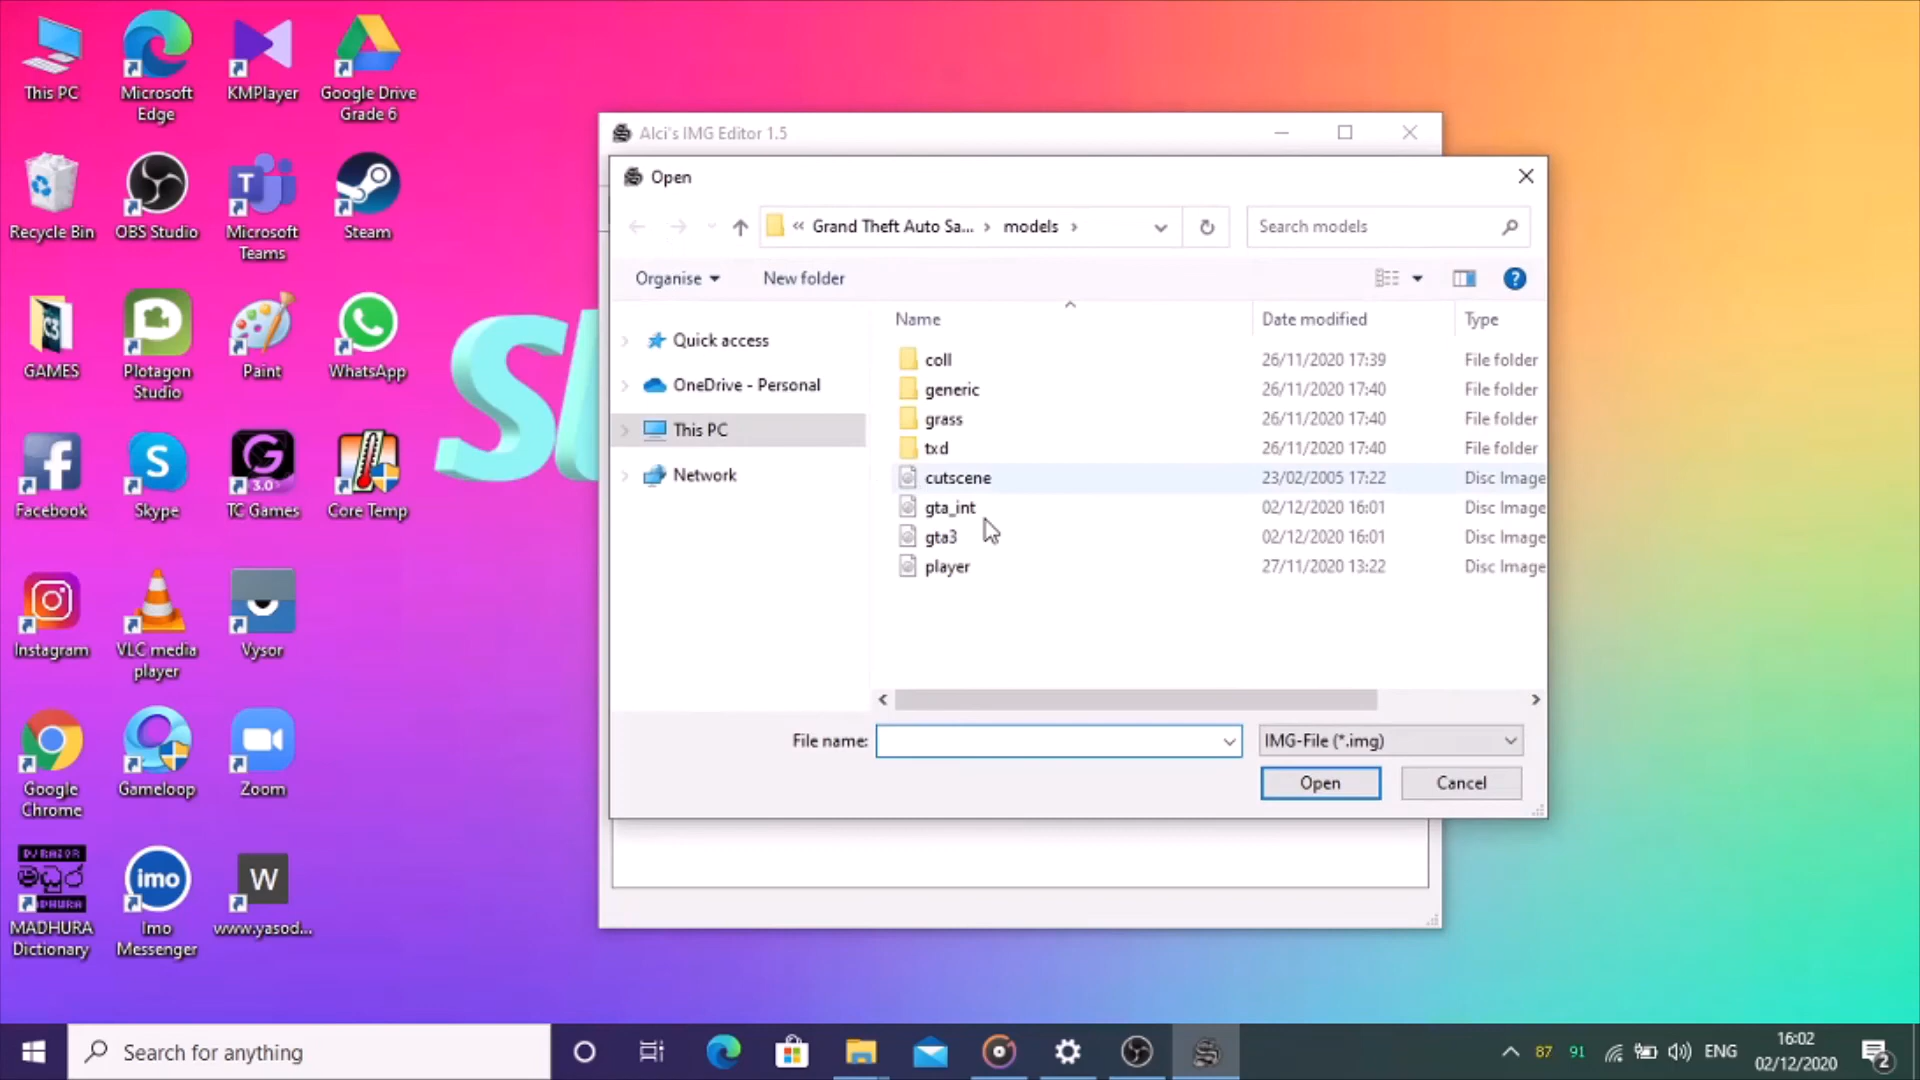 This PC
Microsoft
Edge
KMPlayer
Google Drive
Grade 6
Recycle Bin
OBS Studio
Microsoft
Teams
Steam
GAMES
Plotagon
Studio
Paint
WhatsApp
Facebook
Skype
3.0
TC Games
Core Temp
Instagram
VLC media
player
Vysor
Google
Chrome
Gameloop
Zoom
මධුර
MADHURA
Dictionary
imo
Imo
Messenger
W
www.yasod...
Alci's IMG Editor 1.5
Open
« Grand Theft Auto Sa... › models ›
Search models
Organise
New folder
Name
Date modified
Type
Quick access
OneDrive - Personal
This PC
Network
coll 26/11/2020 17:39 File folder
generic 26/11/2020 17:40 File folder
grass 26/11/2020 17:40 File folder
txd 26/11/2020 17:40 File folder
cutscene 23/02/2005 17:22 Disc Image
gta_int 02/12/2020 16:01 Disc Image
gta3 02/12/2020 16:01 Disc Image
player 27/11/2020 13:22 Disc Image
File name:
IMG-File (*.img)
Open
Cancel
Search for anything
87 91 ENG
16:02
02/12/2020
2